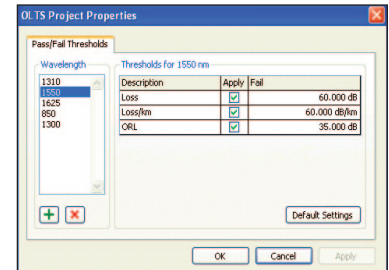 OLTS Project Properties
Pass/Fail Thresholds
Wavelength
1310
1550
1625
850
1300
Thresholds for 1550 nm
Description Apply Fail
Loss 60.000 dB
Loss/km 60.000 dB/km
ORL 35.000 dB
Default Settings
OK Cancel Apply